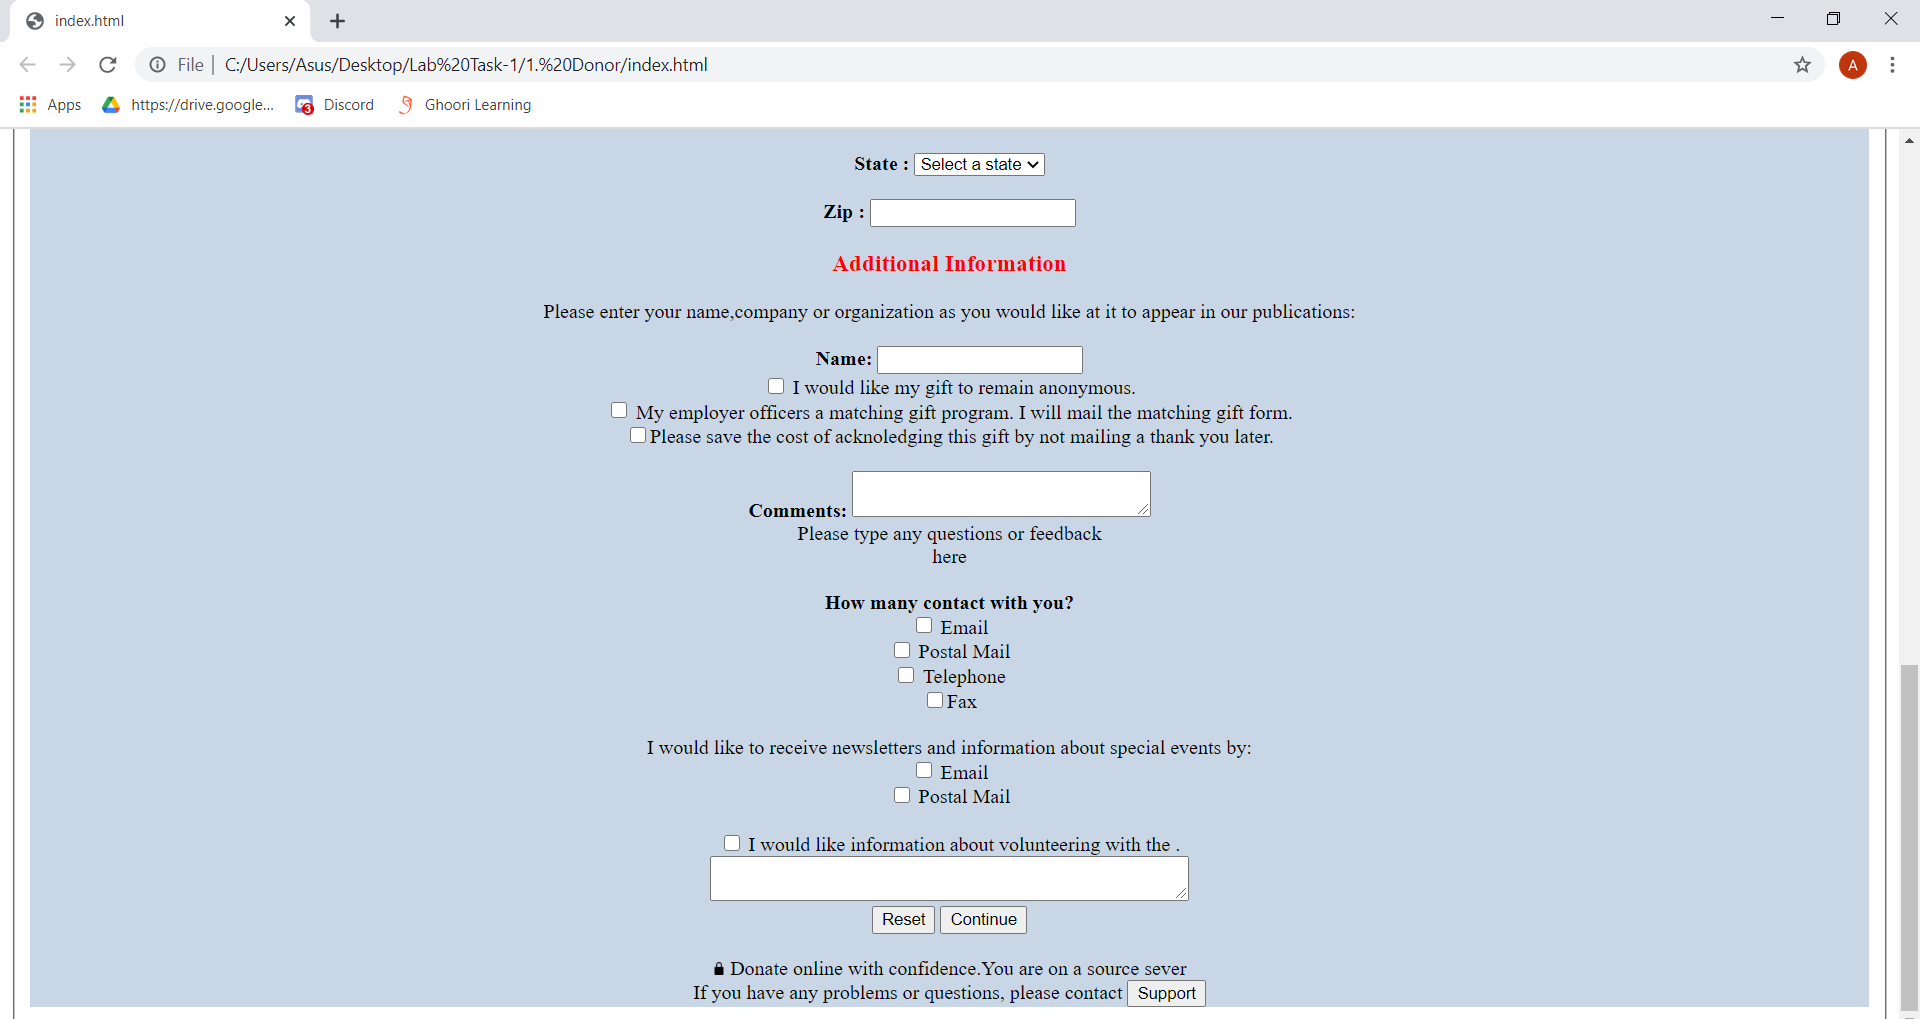 index.html
File | C:/Users/Asus/Desktop/Lab%20Task-1/1.%20Donor/index.html
A
Apps https://drive.google... 3 Discord Ghoori Learning
State : Select a state
Zip :
Additional Information
Please enter your name,company or organization as you would like at it to appear in our publications:
Name:
I would like my gift to remain anonymous.
My employer officers a matching gift program. I will mail the matching gift form.
Please save the cost of acknoledging this gift by not mailing a thank you later.
Comments:
Please type any questions or feedback
here
How many contact with you?
Email
Postal Mail
Telephone
Fax
I would like to receive newsletters and information about special events by:
Email
Postal Mail
I would like information about volunteering with the .
Reset Continue
Donate online with confidence.You are on a source sever
If you have any problems or questions, please contact Support